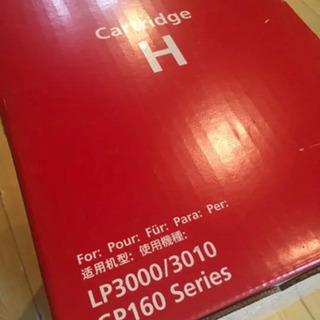 Cartridge
H
For: Pour: Für: Para: Per:
适用机型: 使用機種:
LP3000/3010
GP160 Series